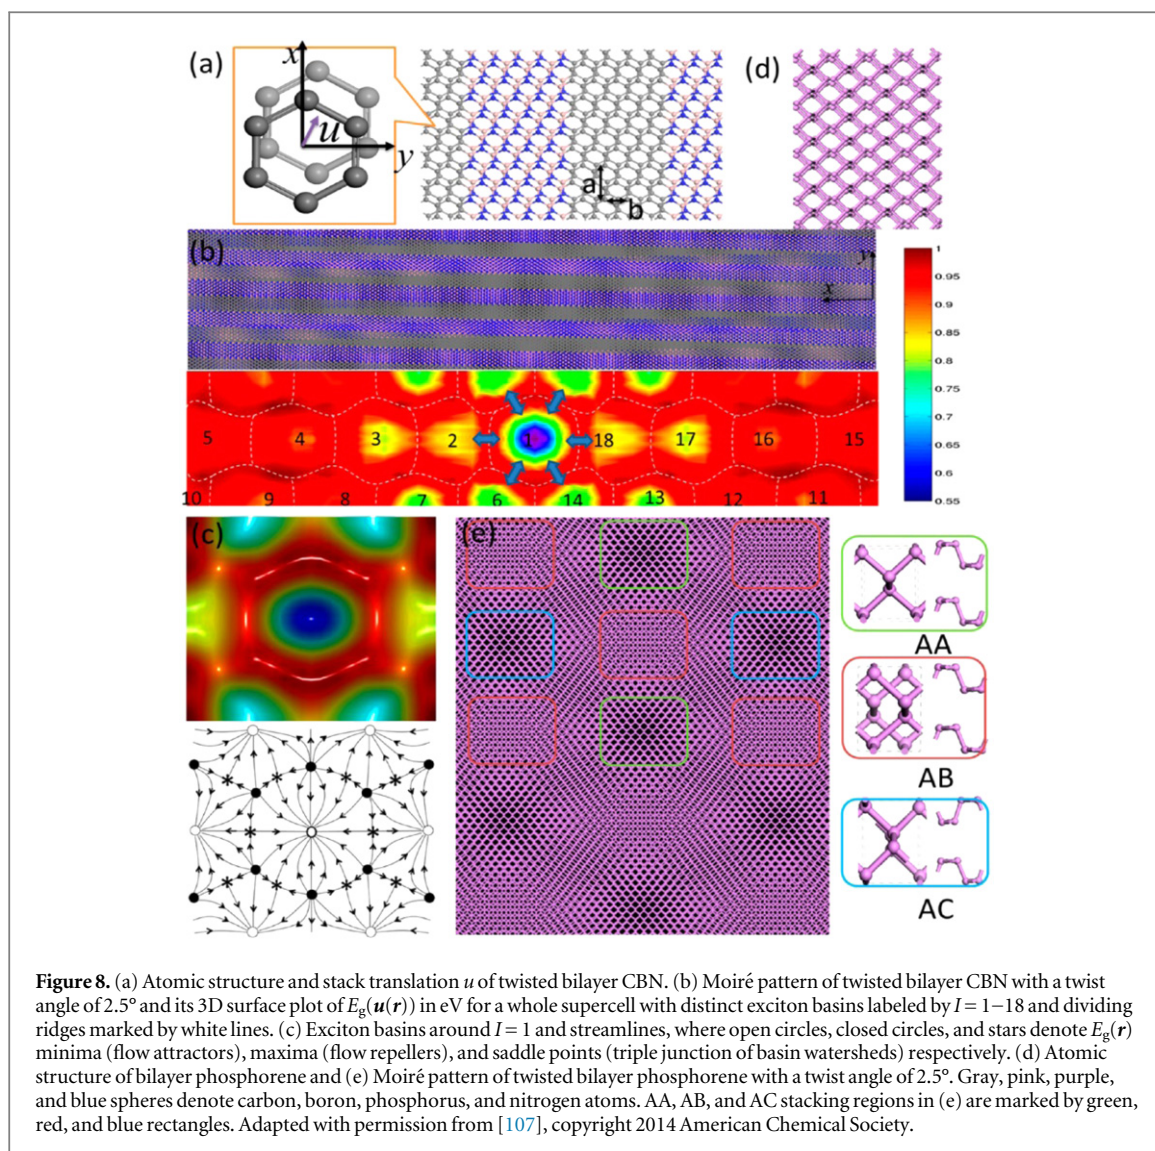 (a)
x
u
y
a
b
(d)
(b)
y
x
1
0.95
0.9
0.85
0.8
0.75
0.7
0.65
0.6
0.55
5
4
3
2
1
18
17
16
15
10
9
8
7
6
14
13
12
11
(c)
(e)
AA
AB
AC
Figure 8. (a) Atomic structure and stack translation u of twisted bilayer CBN. (b) Moiré pattern of twisted bilayer CBN with a twist
angle of 2.5° and its 3D surface plot of Eg(u(r)) in eV for a whole supercell with distinct exciton basins labeled by I = 1−18 and dividing
ridges marked by white lines. (c) Exciton basins around I = 1 and streamlines, where open circles, closed circles, and stars denote Eg(r)
minima (flow attractors), maxima (flow repellers), and saddle points (triple junction of basin watersheds) respectively. (d) Atomic
structure of bilayer phosphorene and (e) Moiré pattern of twisted bilayer phosphorene with a twist angle of 2.5°. Gray, pink, purple,
and blue spheres denote carbon, boron, phosphorus, and nitrogen atoms. AA, AB, and AC stacking regions in (e) are marked by green,
red, and blue rectangles. Adapted with permission from [107], copyright 2014 American Chemical Society.